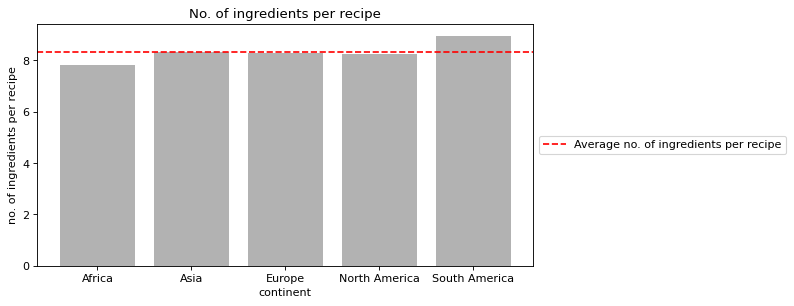 No. of ingredients per recipe
no. of ingredients per recipe
8
6
4
2
0
Africa Asia Europe North America South America
continent
Average no. of ingredients per recipe